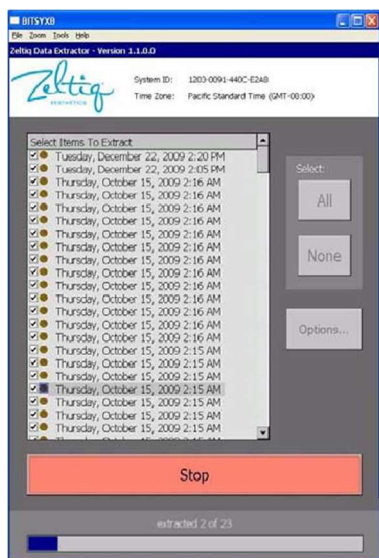 BITSYXB
File Zoom Tools Help
Zeltiq Data Extractor - Version 1.1.0.0
Zeltiq
AESTHETICS
System ID: 1203-0091-440C-E2AB
Time Zone: Pacific Standard Time (GMT-08:00)
Select Items To Extract
Tuesday, December 22, 2009 2:20 PM
Tuesday, December 22, 2009 2:05 PM
Thursday, October 15, 2009 2:16 AM
Thursday, October 15, 2009 2:16 AM
Thursday, October 15, 2009 2:16 AM
Thursday, October 15, 2009 2:16 AM
Thursday, October 15, 2009 2:16 AM
Thursday, October 15, 2009 2:16 AM
Thursday, October 15, 2009 2:16 AM
Thursday, October 15, 2009 2:16 AM
Thursday, October 15, 2009 2:16 AM
Thursday, October 15, 2009 2:16 AM
Thursday, October 15, 2009 2:16 AM
Thursday, October 15, 2009 2:16 AM
Thursday, October 15, 2009 2:15 AM
Thursday, October 15, 2009 2:15 AM
Thursday, October 15, 2009 2:15 AM
Thursday, October 15, 2009 2:15 AM
Thursday, October 15, 2009 2:15 AM
Thursday, October 15, 2009 2:15 AM
Thursday, October 15, 2009 2:15 AM
Thursday, October 15, 2009 2:15 AM
Select:
All
None
Options...
Stop
extracted 2 of 23